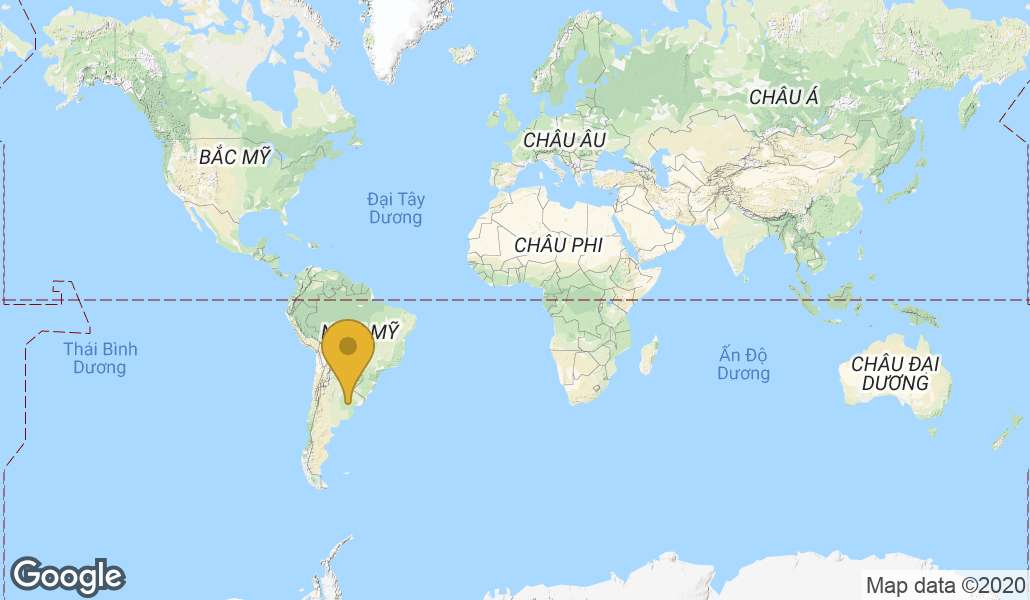 CHÂU Á
CHÂU ÂU
BẮC MỸ
Đại Tây
Dương
CHÂU PHI
MỸ
Thái Bình
Dương
Ấn Độ
Dương
CHÂU ĐẠI
DƯƠNG
Google
Map data ©2020